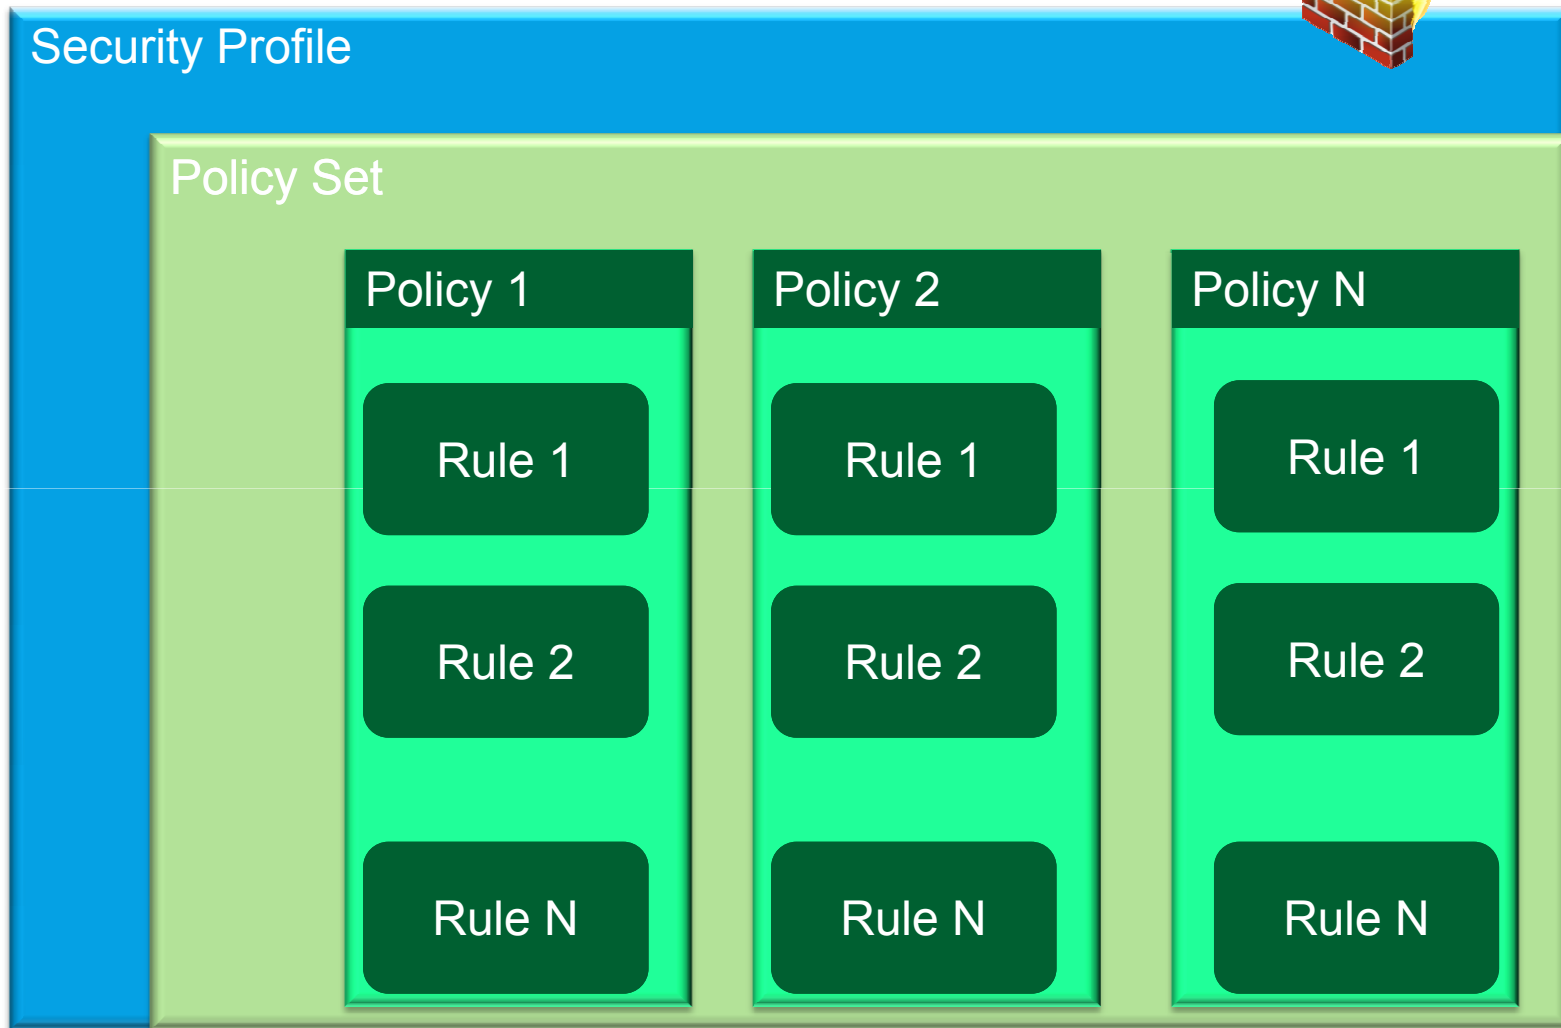 Security Profile
Policy Set
Policy 1
Rule 1
Rule 2
Rule N
Policy 2
Rule 1
Rule 2
Rule N
Policy N
Rule 1
Rule 2
Rule N